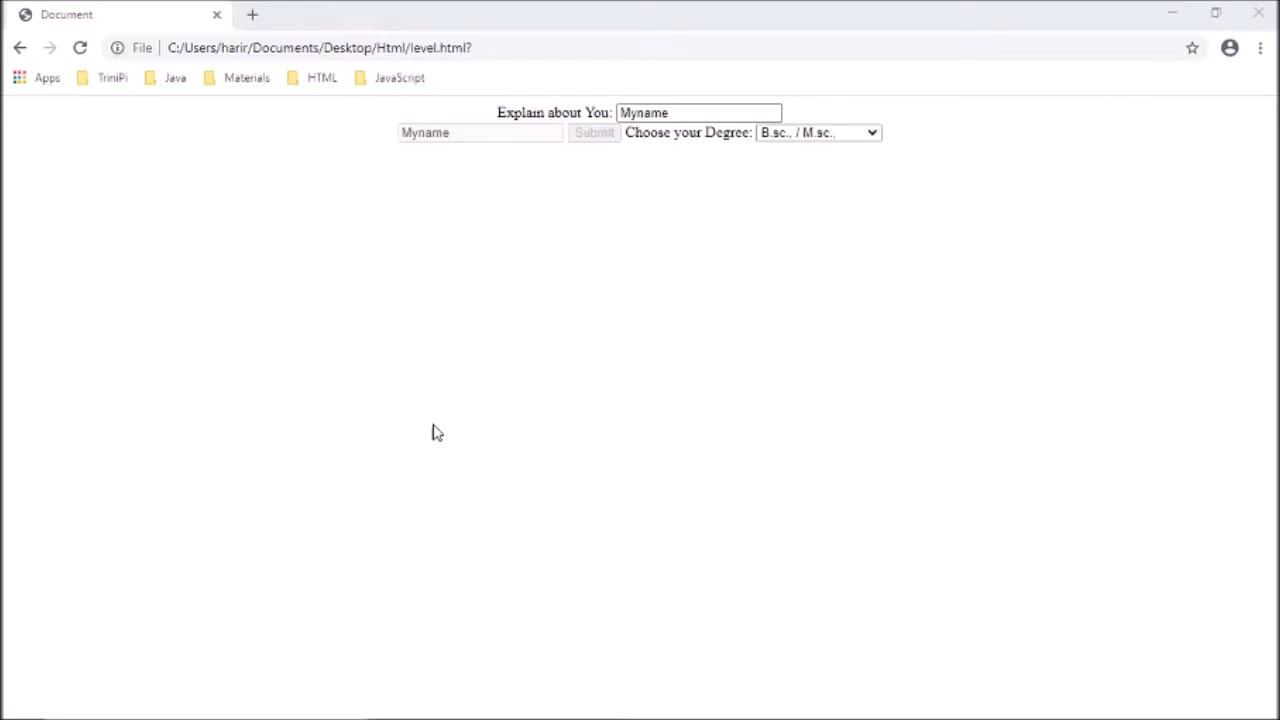 Document
File C:/Users/harir/Documents/Desktop/Html/level.html?
Apps TriniPi Java Materials HTML JavaScript
Explain about You: Myname
Myname Submit Choose your Degree: B.sc., / M.sc.,